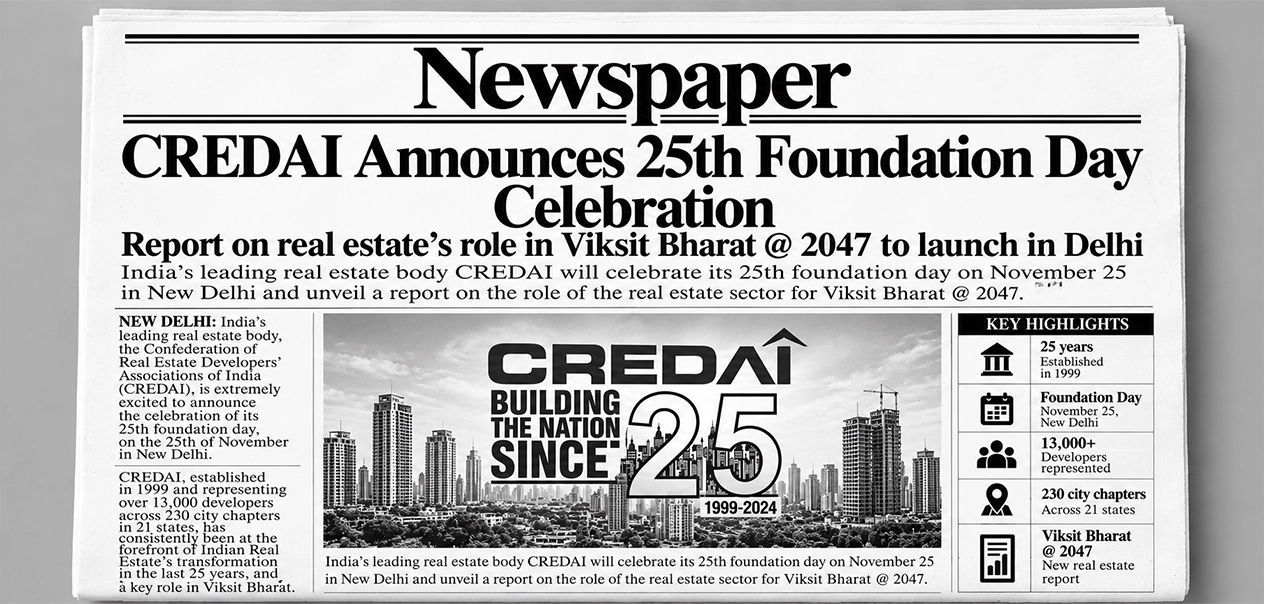 Newspaper
CREDAI Announces 25th Foundation Day
Celebration
Report on real estate's role in Viksit Bharat @ 2047 to launch in Delhi
India's leading real estate body CREDAI will celebrate its 25th foundation day on November 25
in New Delhi and unveil a report on the role of the real estate sector for Viksit Bharat @ 2047.
NEW DELHI: India's
leading real estate body,
the Confederation of
Real Estate Developers'
Associations of India
(CREDAI), is extremely
excited to announce
the celebration of its
25th foundation day,
on the 25th of November
in New Delhi.
CREDAI, established
in 1999 and representing
over 13,000 developers
across 230 city chapters
in 21 states, has
consistently been at the
forefront of Indian Real
Estate's transformation
in the last 25 years, and
a key role in Viksit Bharat.
CREDAI
BUILDING
THE NATION
SINCE
25
1999-2024
India's leading real estate body CREDAI will celebrate its 25th foundation day on November 25
in New Delhi and unveil a report on the role of the real estate sector for Viksit Bharat @ 2047.
KEY HIGHLIGHTS
25 years
Established
in 1999
Foundation Day
November 25,
New Delhi
13,000+
Developers
represented
230 city chapters
Across 21 states
Viksit Bharat
@ 2047
New real estate
report